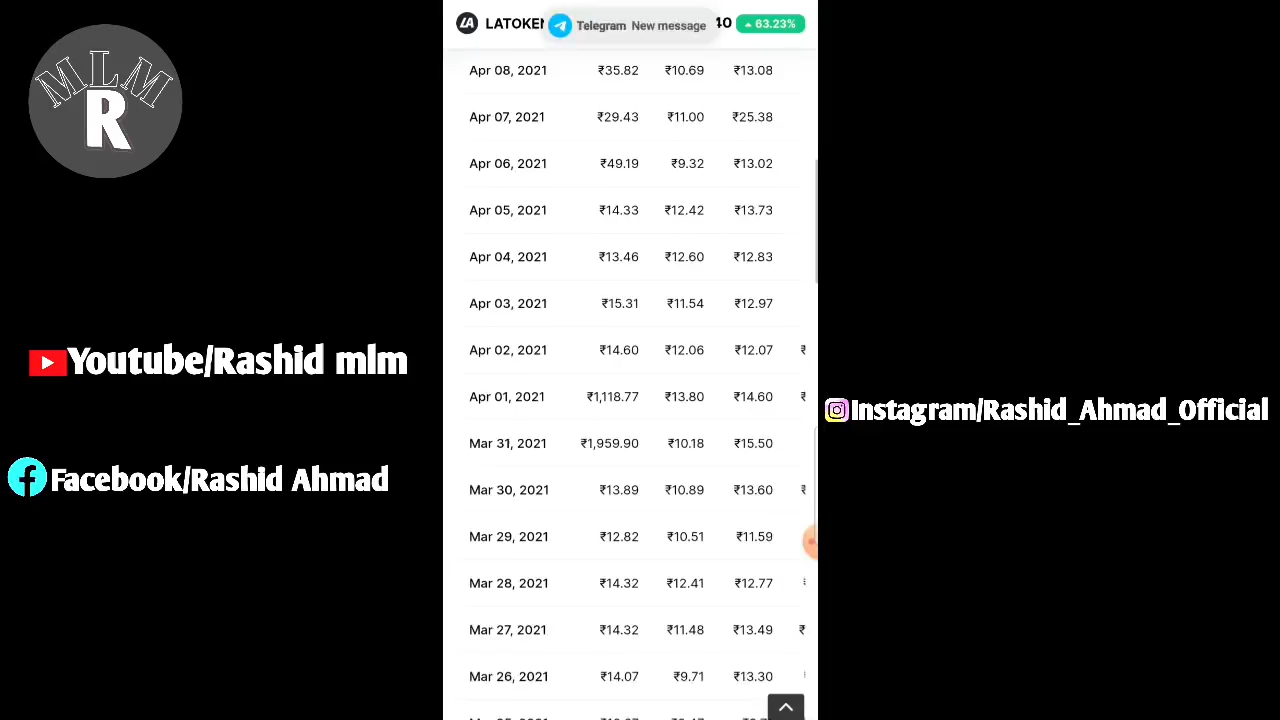 MLM
R
LATOKEN
Telegram New message
40
63.23%
Apr 08, 2021 ₹35.82 ₹10.69 ₹13.08
Apr 07, 2021 ₹29.43 ₹11.00 ₹25.38
Apr 06, 2021 ₹49.19 ₹9.32 ₹13.02
Apr 05, 2021 ₹14.33 ₹12.42 ₹13.73
Apr 04, 2021 ₹13.46 ₹12.60 ₹12.83
Apr 03, 2021 ₹15.31 ₹11.54 ₹12.97
Apr 02, 2021 ₹14.60 ₹12.06 ₹12.07 ₹
Apr 01, 2021 ₹1,118.77 ₹13.80 ₹14.60 ₹
Mar 31, 2021 ₹1,959.90 ₹10.18 ₹15.50
Mar 30, 2021 ₹13.89 ₹10.89 ₹13.60 ₹
Mar 29, 2021 ₹12.82 ₹10.51 ₹11.59
Mar 28, 2021 ₹14.32 ₹12.41 ₹12.77
Mar 27, 2021 ₹14.32 ₹11.48 ₹13.49 ₹
Mar 26, 2021 ₹14.07 ₹9.71 ₹13.30
Youtube/Rashid mlm
Facebook/Rashid Ahmad
Instagram/Rashid_Ahmad_Official